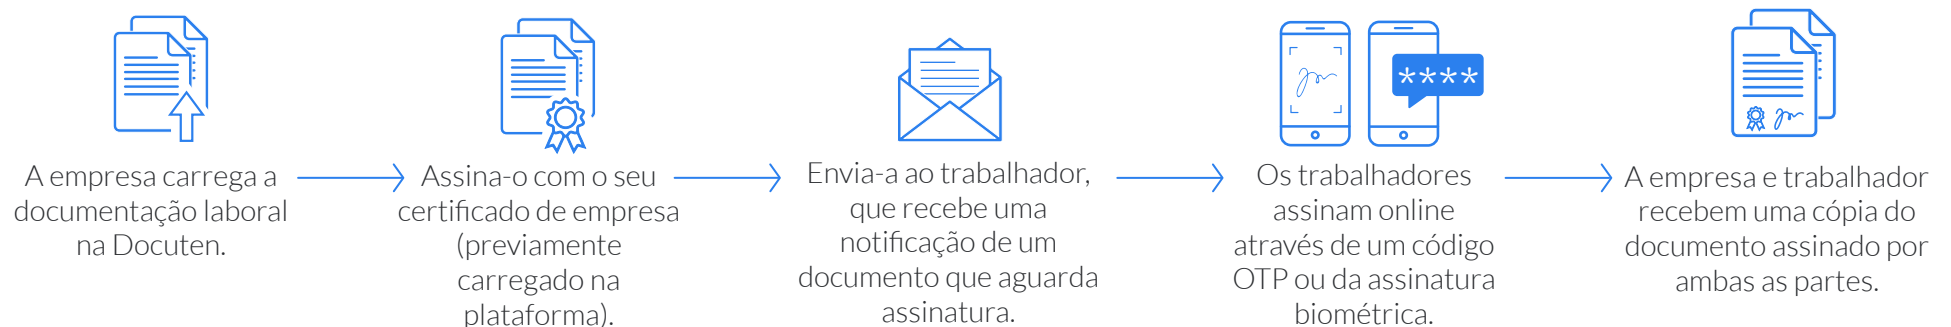 A empresa carrega a
documentação laboral
na Docuten.
Assina-o com o seu
certificado de empresa
(previamente
carregado na
plataforma).
Envia-a ao trabalhador,
que recebe uma
notificação de um
documento que aguarda
assinatura.
****
Os trabalhadores
assinam online
através de um código
OTP ou da assinatura
biométrica.
A empresa e trabalhador
recebem uma cópia do
documento assinado por
ambas as partes.